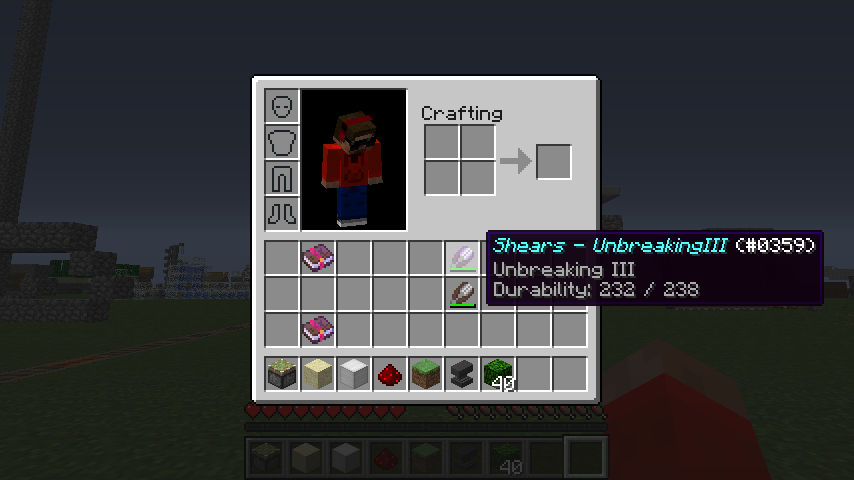 Crafting
Shears - UnbreakingIII (#0359)
Unbreaking III
Durability: 232 / 238
40
40